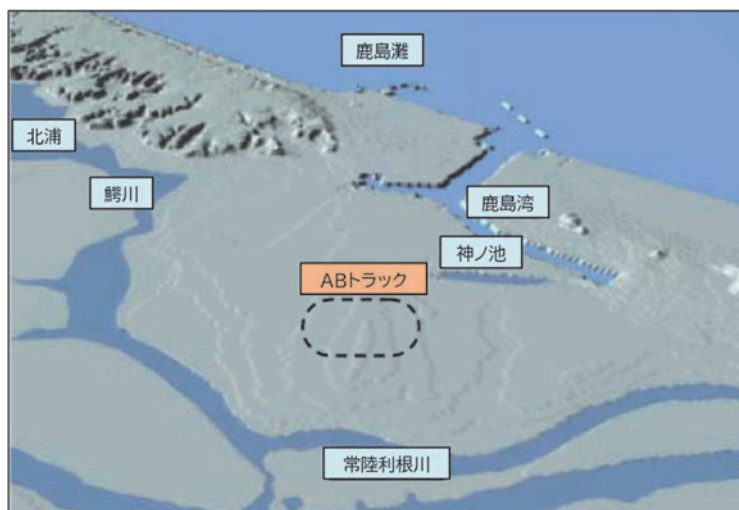 鹿島灘
北浦
鰐川
鹿島湾
神ノ池
ABトラック
常陸利根川